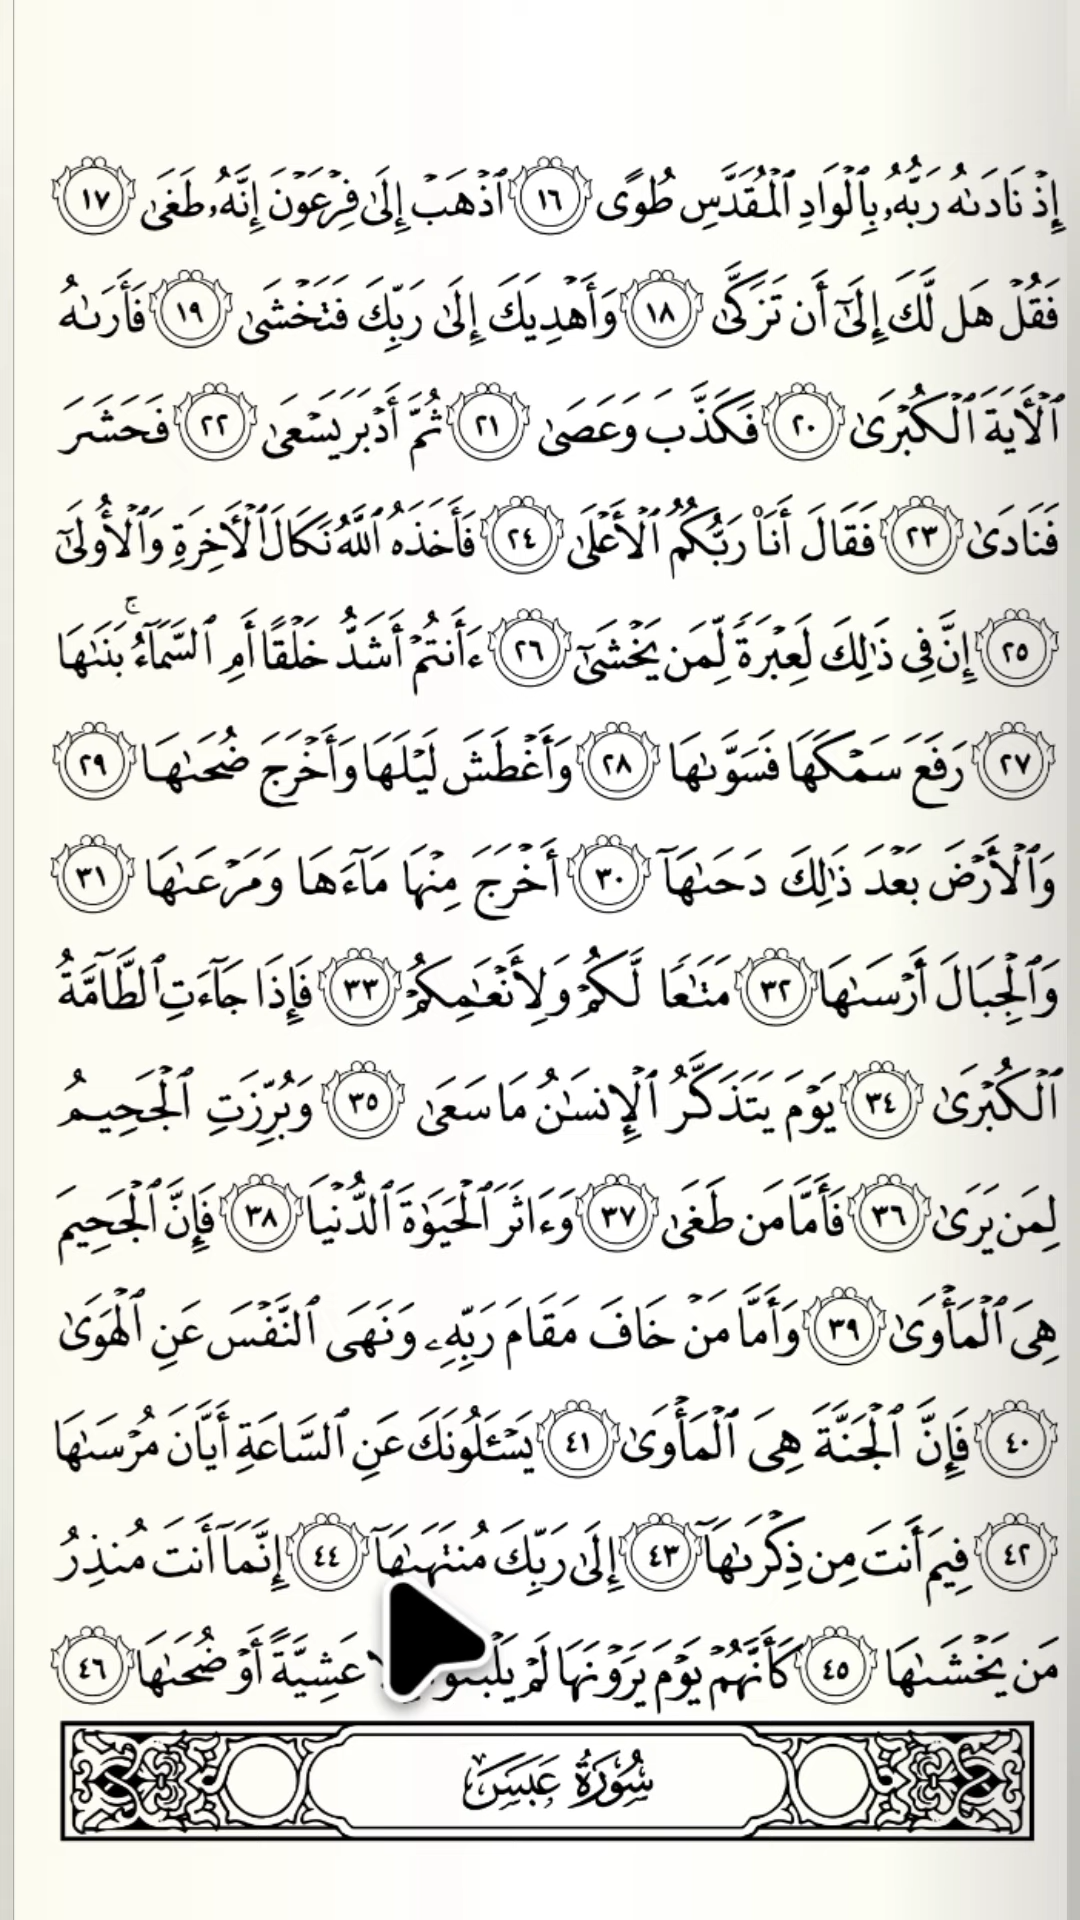 إِذْ نَادَىٰهُ رَبُّهُۥ بِٱلْوَادِ ٱلْمُقَدَّسِ طُوًى ١٦ ٱذْهَبْ إِلَىٰ فِرْعَوْنَ إِنَّهُۥ طَغَىٰ ١٧
فَقُلْ هَل لَّكَ إِلَىٰٓ أَن تَزَكَّىٰ ١٨ وَأَهْدِيَكَ إِلَىٰ رَبِّكَ فَتَخْشَىٰ ١٩ فَأَرَىٰهُ
ٱلْأٓيَةَ ٱلْكُبْرَىٰ ٢٠ فَكَذَّبَ وَعَصَىٰ ٢١ ثُمَّ أَدْبَرَ يَسْعَىٰ ٢٢ فَحَشَرَ
فَنَادَىٰ ٢٣ فَقَالَ أَنَا۠ رَبُّكُمُ ٱلْأَعْلَىٰ ٢٤ فَأَخَذَهُ ٱللَّهُ نَكَالَ ٱلْأٓخِرَةِ وَٱلْأُولَىٰٓ
٢٥ إِنَّ فِى ذَٰلِكَ لَعِبْرَةً لِّمَن يَخْشَىٰٓ ٢٦ ءَأَنتُمْ أَشَدُّ خَلْقًا أَمِ ٱلسَّمَآءُ ۚ بَنَىٰهَا
٢٧ رَفَعَ سَمْكَهَا فَسَوَّىٰهَا ٢٨ وَأَغْطَشَ لَيْلَهَا وَأَخْرَجَ ضُحَىٰهَا ٢٩
وَٱلْأَرْضَ بَعْدَ ذَٰلِكَ دَحَىٰهَآ ٣٠ أَخْرَجَ مِنْهَا مَآءَهَا وَمَرْعَىٰهَا ٣١
وَٱلْجِبَالَ أَرْسَىٰهَا ٣٢ مَتَـٰعًا لَّكُمْ وَلِأَنْعَـٰمِكُمْ ٣٣ فَإِذَا جَآءَتِ ٱلطَّآمَّةُ
ٱلْكُبْرَىٰ ٣٤ يَوْمَ يَتَذَكَّرُ ٱلْإِنسَـٰنُ مَا سَعَىٰ ٣٥ وَبُرِّزَتِ ٱلْجَحِيمُ
لِمَن يَرَىٰ ٣٦ فَأَمَّا مَن طَغَىٰ ٣٧ وَءَاثَرَ ٱلْحَيَوٰةَ ٱلدُّنْيَا ٣٨ فَإِنَّ ٱلْجَحِيمَ
هِىَ ٱلْمَأْوَىٰ ٣٩ وَأَمَّا مَنْ خَافَ مَقَامَ رَبِّهِۦ وَنَهَى ٱلنَّفْسَ عَنِ ٱلْهَوَىٰ
٤٠ فَإِنَّ ٱلْجَنَّةَ هِىَ ٱلْمَأْوَىٰ ٤١ يَسْـَٔلُونَكَ عَنِ ٱلسَّاعَةِ أَيَّانَ مُرْسَىٰهَا
٤٢ فِيمَ أَنتَ مِن ذِكْرَىٰهَآ ٤٣ إِلَىٰ رَبِّكَ مُنتَهَىٰهَآ ٤٤ إِنَّمَآ أَنتَ مُنذِرُ
مَن يَخْشَىٰهَا ٤٥ كَأَنَّهُمْ يَوْمَ يَرَوْنَهَا لَمْ عَشِيَّةً أَوْ ضُحَىٰهَا ٤٦
سُورَةُ عَبَسَ